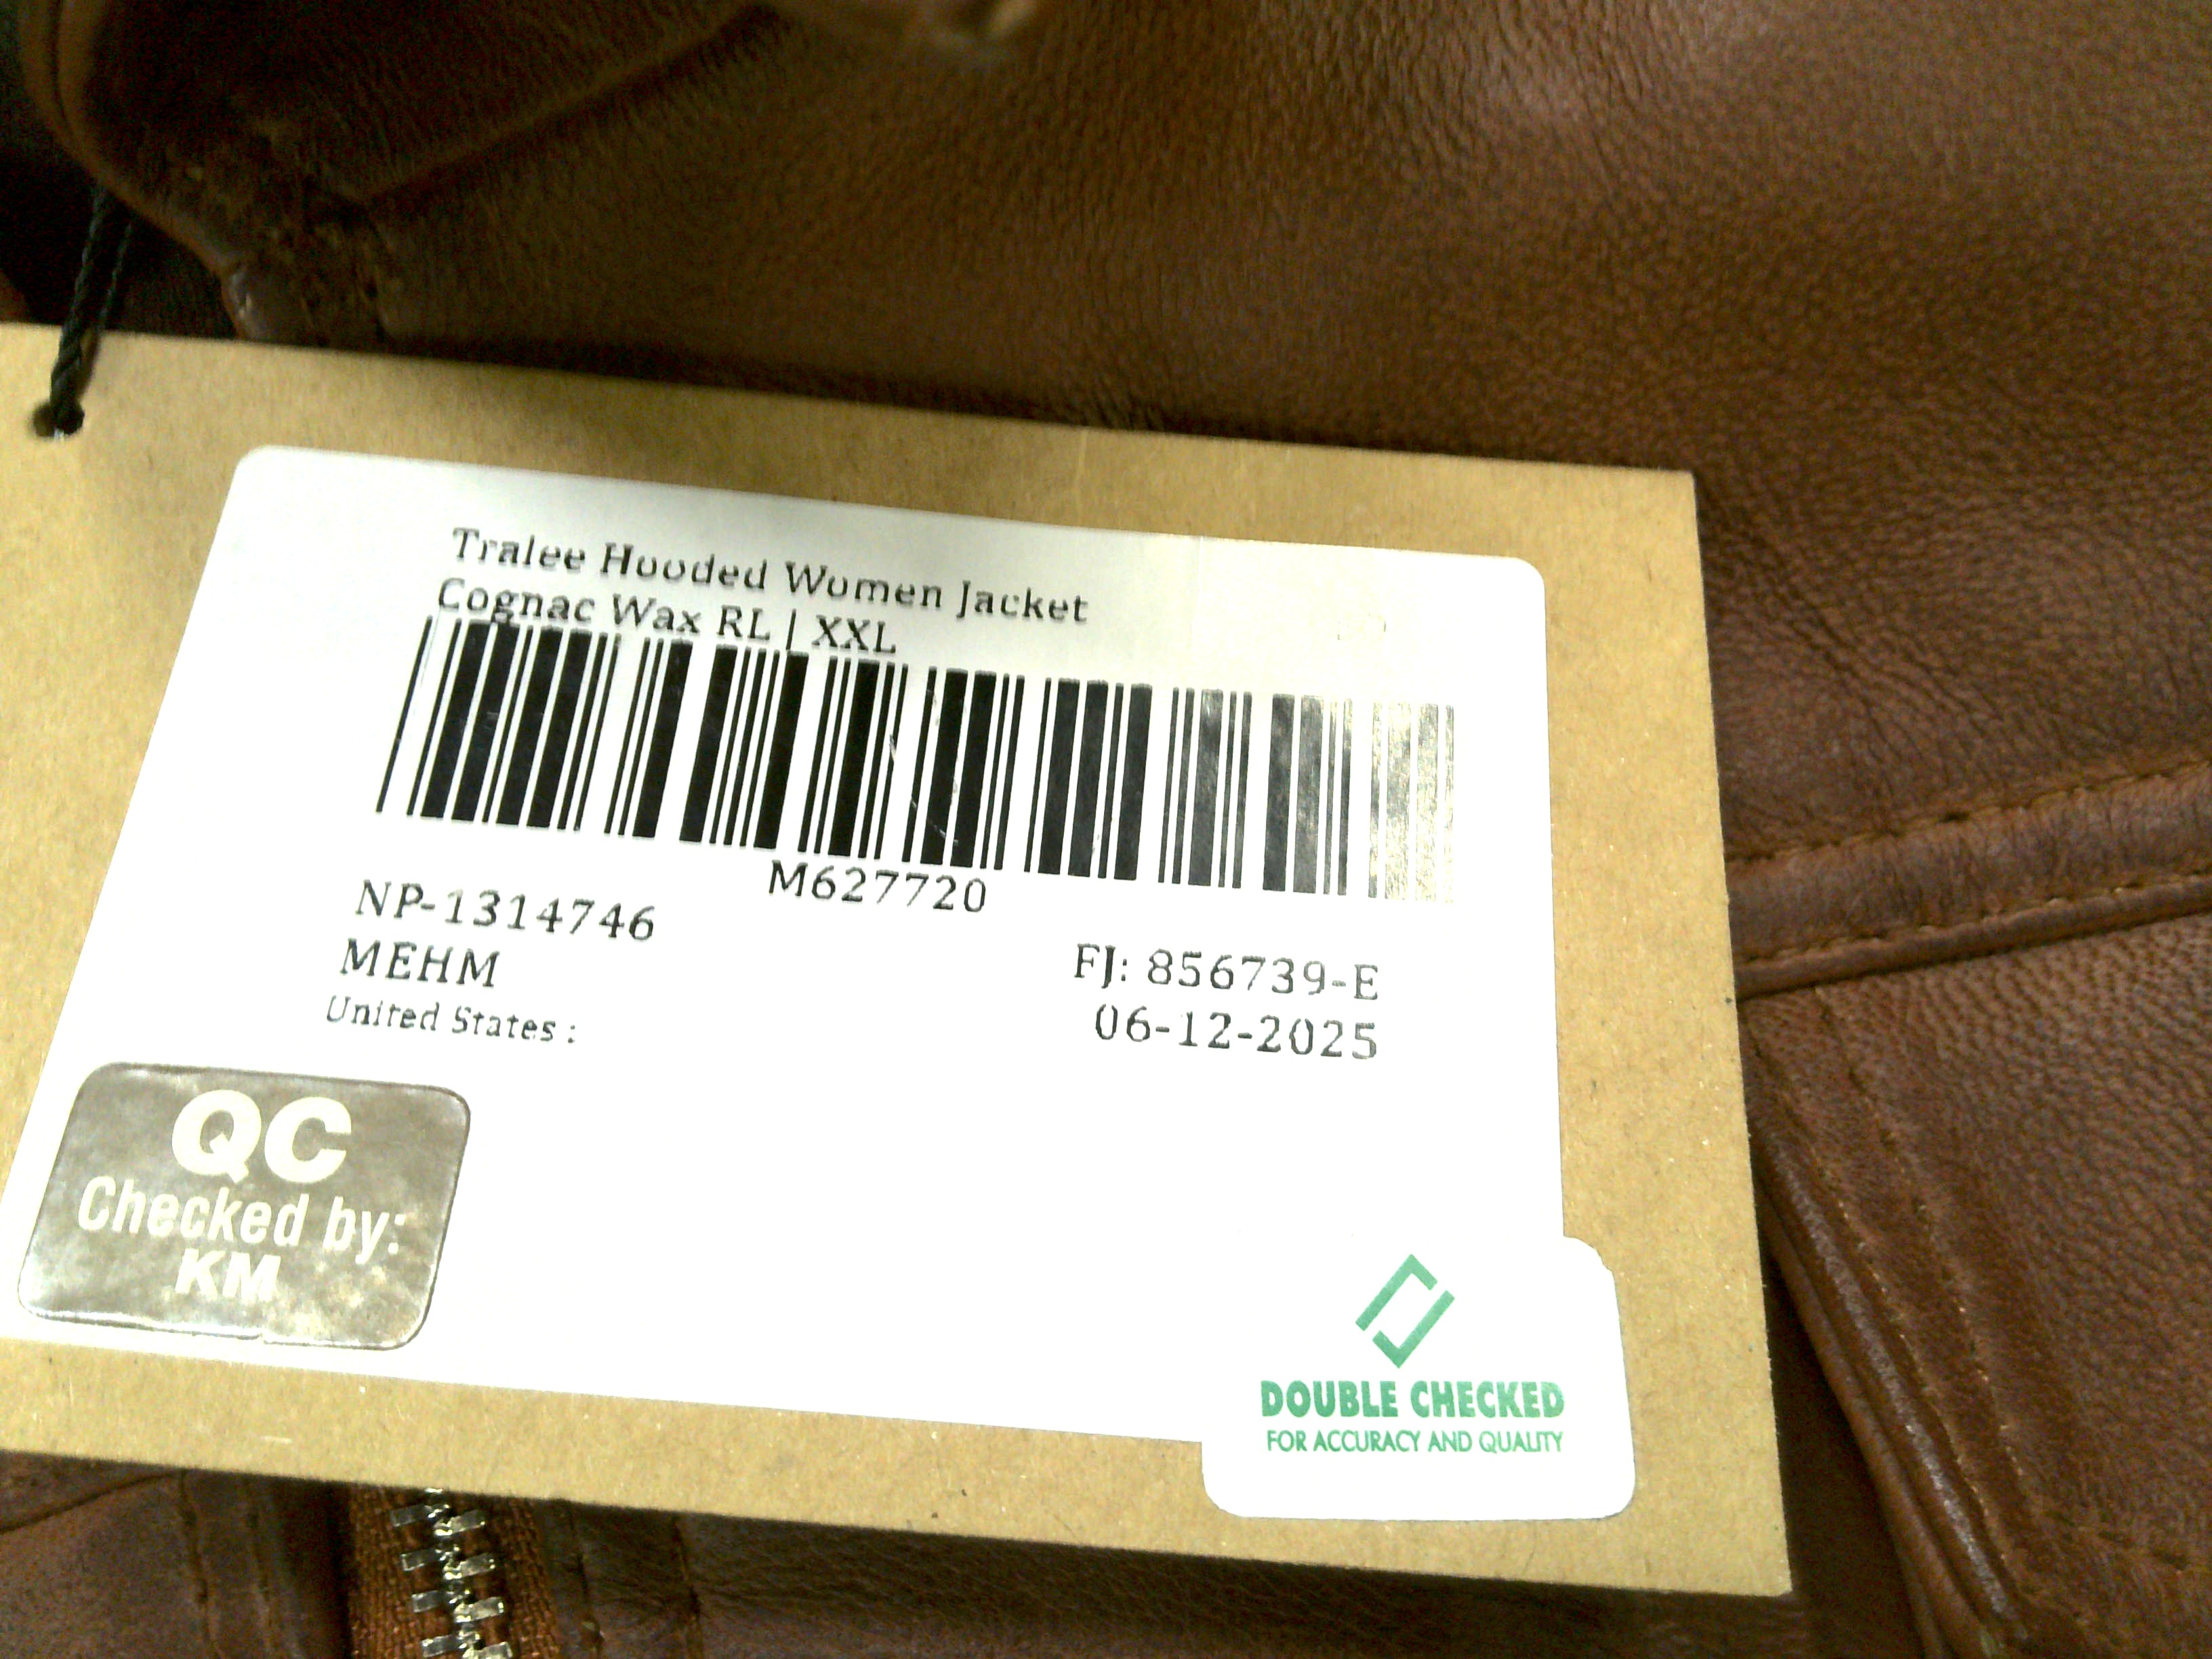 Tralee Hooded Women Jacket
Cognac Wax RL | XXL
M627720
NP-1314746
MEHM
United States :
FJ: 856739-E
06-12-2025
QC
Checked by:
KM
DOUBLE CHECKED
FOR ACCURACY AND QUALITY